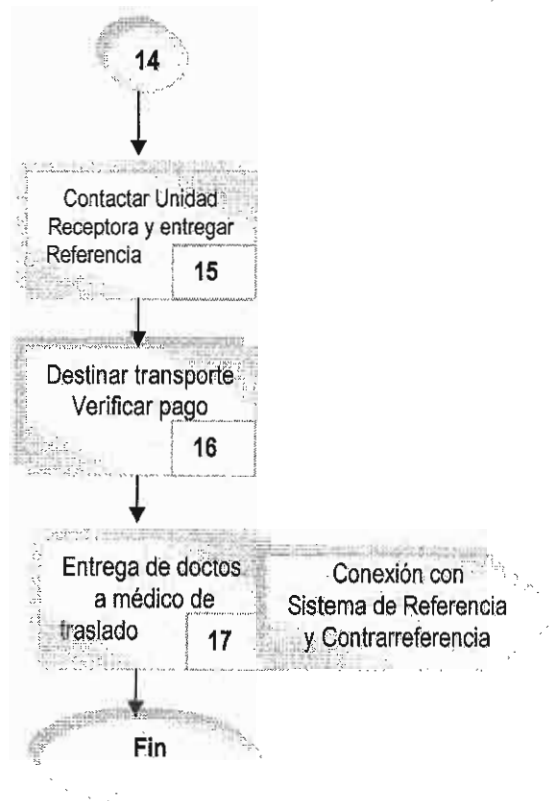 14
Contactar Unidad
Receptora y entregar
Referencia
15
Destinar transporte
Verificar pago
16
Entrega de doctos
a médico de
traslado
17
Conexión con
Sistema de Referencia
y Contrarreferencia
Fin